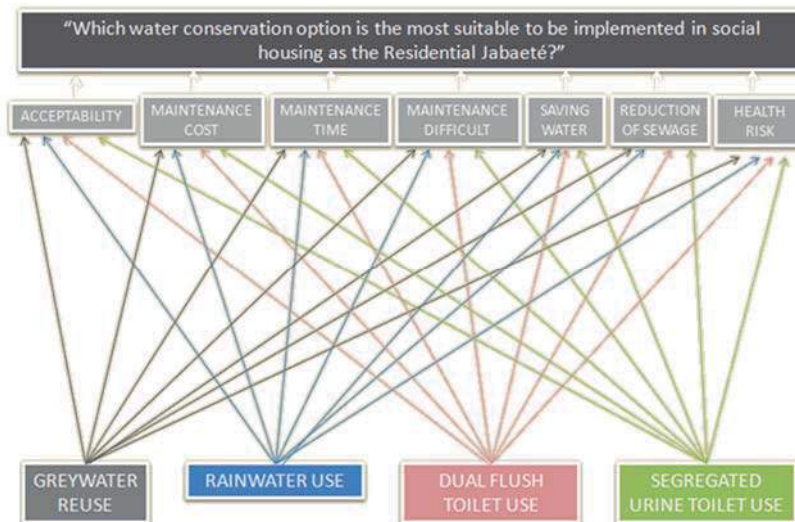 "Which water conservation option is the most suitable to be implemented in social
housing as the Residential Jabaeté?"
ACCEPTABILITY
MAINTENANCE
COST
MAINTENANCE
TIME
MAINTENANCE
DIFFICULT
SAVING
WATER
REDUCTION
OF SEWAGE
HEALTH
RISK
GREYWATER
REUSE
RAINWATER USE
DUAL FLUSH
TOILET USE
SEGREGATED
URINE TOILET USE